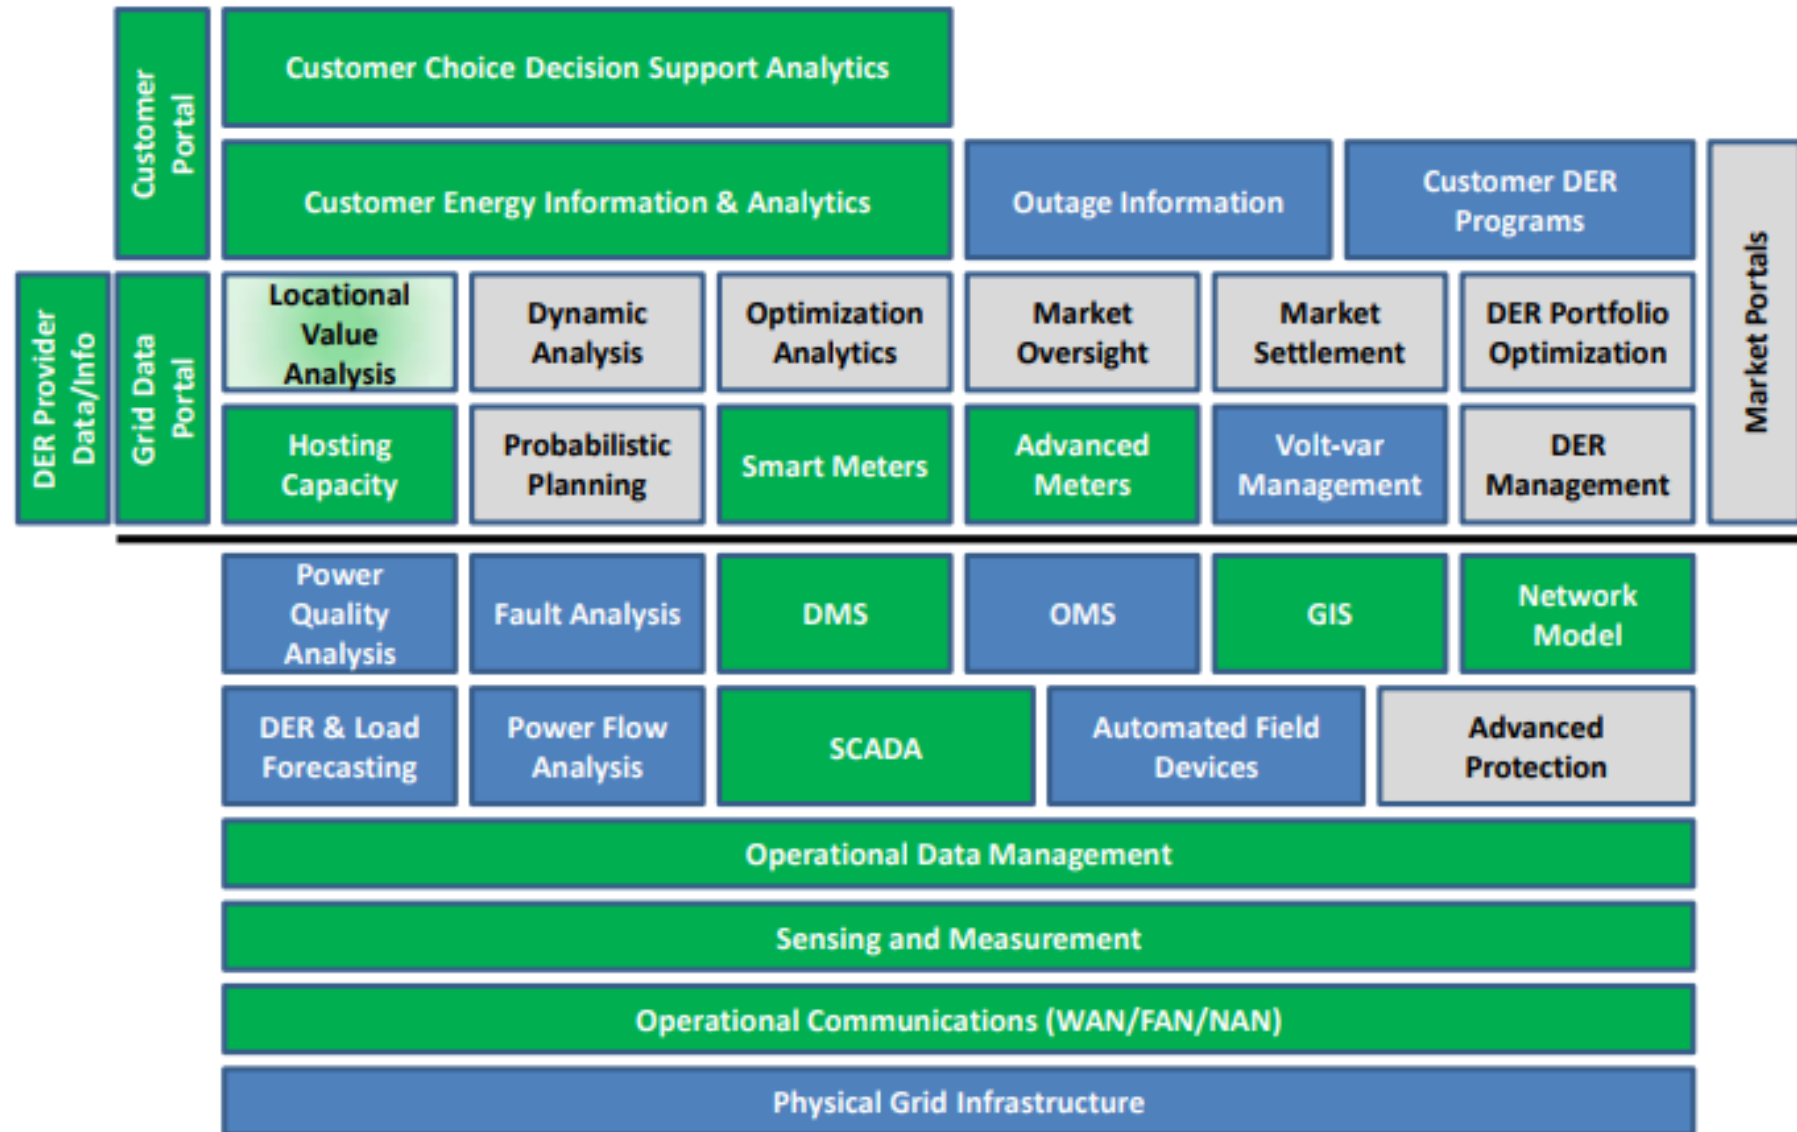 Customer
Portal
Customer Choice Decision Support Analytics
Customer Energy Information & Analytics
Outage Information
Customer DER
Programs
Market Portals
DER Provider
Data/Info
Grid Data
Portal
Locational
Value
Analysis
Dynamic
Analysis
Optimization
Analytics
Market
Oversight
Market
Settlement
DER Portfolio
Optimization
Hosting
Capacity
Probabilistic
Planning
Smart Meters
Advanced
Meters
Volt-var
Management
DER
Management
Power
Quality
Analysis
Fault Analysis
DMS
OMS
GIS
Network
Model
DER & Load
Forecasting
Power Flow
Analysis
SCADA
Automated Field
Devices
Advanced
Protection
Operational Data Management
Sensing and Measurement
Operational Communications (WAN/FAN/NAN)
Physical Grid Infrastructure